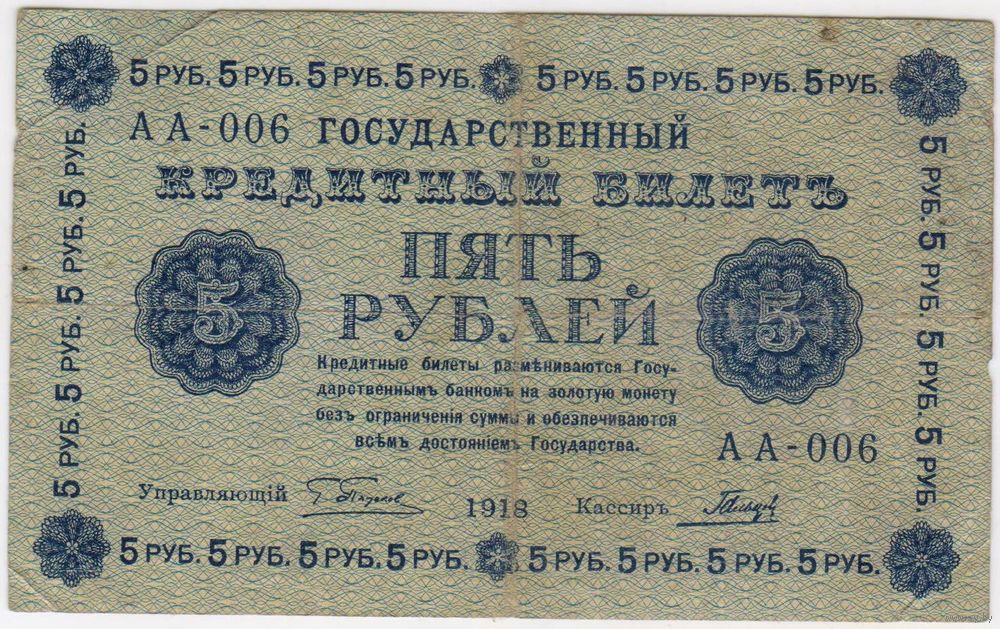 5 РУБ. 5 РУБ. 5 РУБ. 5 РУБ. 5 РУБ. 5 РУБ. 5 РУБ. 5 РУБ.
АА-006 ГОСУДАРСТВЕННЫЙ
КРЕДИТНЫЙ БИЛЕТЪ
ПЯТЬ
РУБЛЕЙ
5
5
Кредитные билеты размѣниваются Госу-
дарственнымъ банкомъ на золотую монету
безъ ограниченія суммы и обезпечиваются
всѣмъ достояніемъ Государства.
АА-006
Управляющій
1918
Кассиръ
5 РУБ. 5 РУБ. 5 РУБ. 5 РУБ. 5 РУБ. 5 РУБ. 5 РУБ. 5 РУБ.
5 РУБ. 5 РУБ. 5 РУБ. 5 РУБ.
5 РУБ. 5 РУБ. 5 РУБ. 5 РУБ.